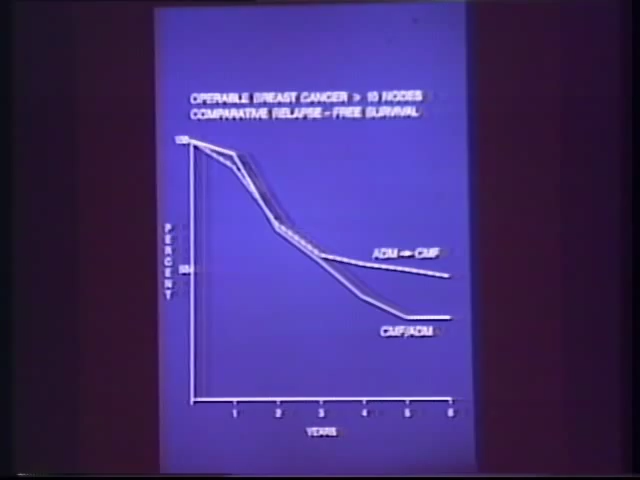 OPERABLE BREAST CANCER > 10 NODES
COMPARATIVE RELAPSE - FREE SURVIVAL
100
PERCENT
50
ADM → CMF
CMF/ADM
1 2 3 4 5 6
YEARS